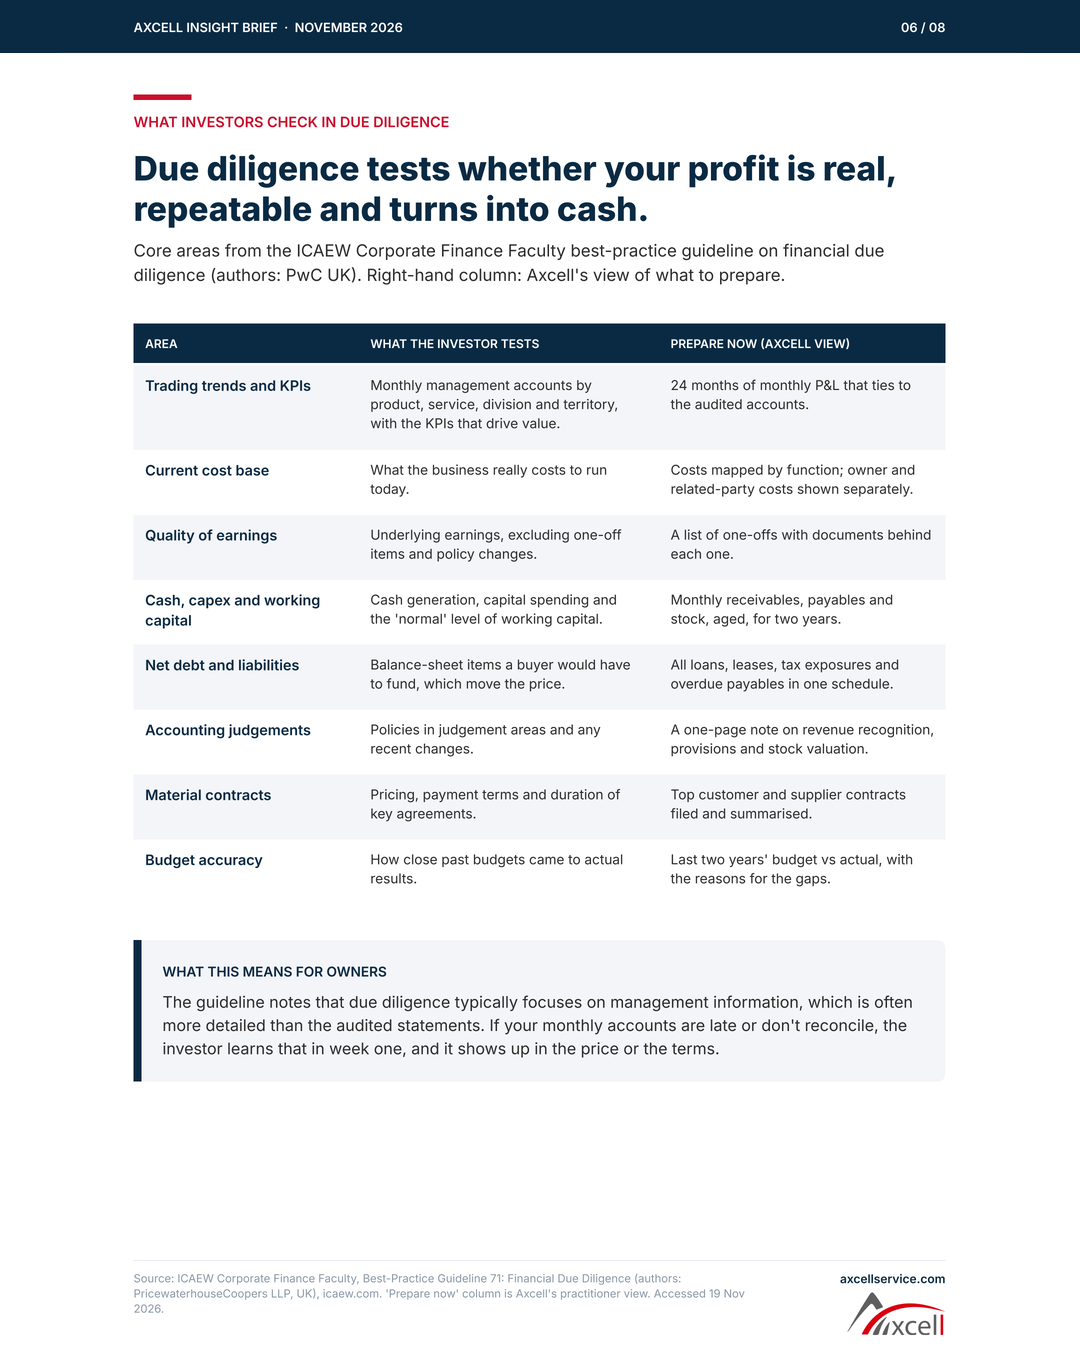 AXCELL INSIGHT BRIEF · NOVEMBER 2026
06 / 08
WHAT INVESTORS CHECK IN DUE DILIGENCE
Due diligence tests whether your profit is real,
repeatable and turns into cash.
Core areas from the ICAEW Corporate Finance Faculty best-practice guideline on financial due
diligence (authors: PwC UK). Right-hand column: Axcell's view of what to prepare.
AREA
WHAT THE INVESTOR TESTS
PREPARE NOW (AXCELL VIEW)
Trading trends and KPIs
Monthly management accounts by
product, service, division and territory,
with the KPIs that drive value.
24 months of monthly P&L that ties to
the audited accounts.
Current cost base
What the business really costs to run
today.
Costs mapped by function; owner and
related-party costs shown separately.
Quality of earnings
Underlying earnings, excluding one-off
items and policy changes.
A list of one-offs with documents behind
each one.
Cash, capex and working
capital
Cash generation, capital spending and
the 'normal' level of working capital.
Monthly receivables, payables and
stock, aged, for two years.
Net debt and liabilities
Balance-sheet items a buyer would have
to fund, which move the price.
All loans, leases, tax exposures and
overdue payables in one schedule.
Accounting judgements
Policies in judgement areas and any
recent changes.
A one-page note on revenue recognition,
provisions and stock valuation.
Material contracts
Pricing, payment terms and duration of
key agreements.
Top customer and supplier contracts
filed and summarised.
Budget accuracy
How close past budgets came to actual
results.
Last two years' budget vs actual, with
the reasons for the gaps.
WHAT THIS MEANS FOR OWNERS
The guideline notes that due diligence typically focuses on management information, which is often
more detailed than the audited statements. If your monthly accounts are late or don't reconcile, the
investor learns that in week one, and it shows up in the price or the terms.
Source: ICAEW Corporate Finance Faculty, Best-Practice Guideline 71: Financial Due Diligence (authors:
PricewaterhouseCoopers LLP, UK), icaew.com. 'Prepare now' column is Axcell's practitioner view. Accessed 19 Nov
2026.
axcellservice.com
Axcell